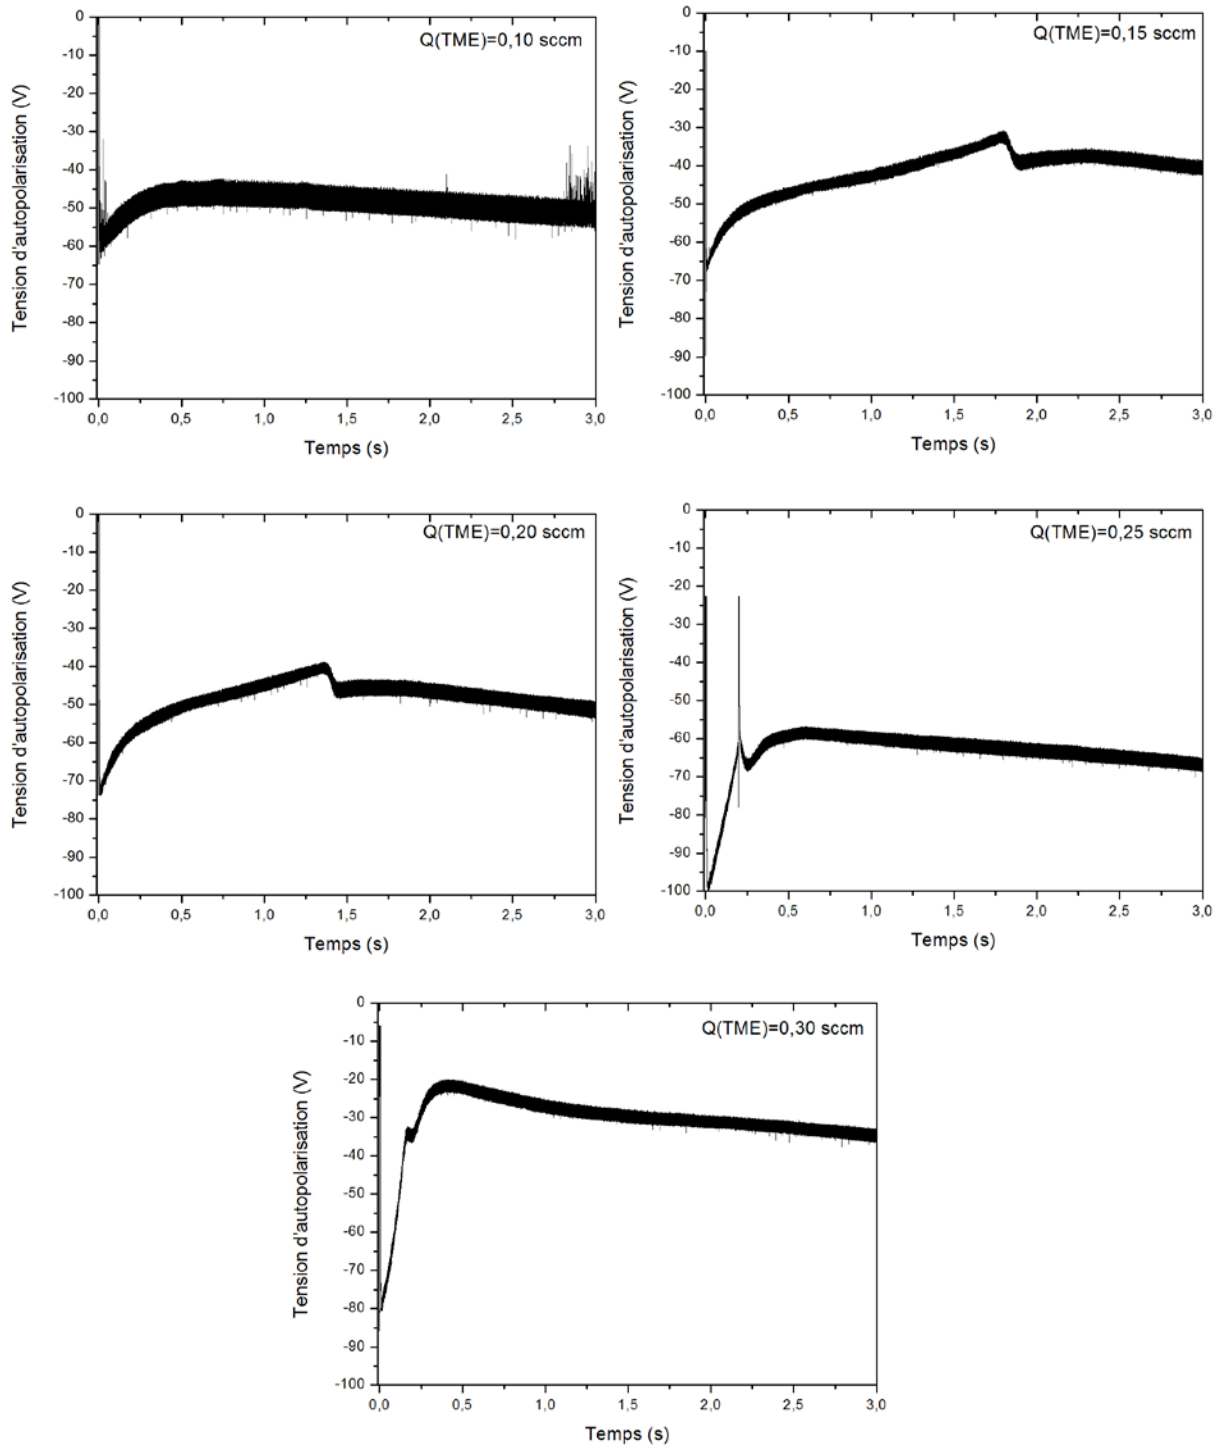 Q(TME)=0,10 sccm
Tension d'autopolarisation (V)
0
-10
-20
-30
-40
-50
-60
-70
-80
-90
-100
0,0 0,5 1,0 1,5 2,0 2,5 3,0
Temps (s)
Q(TME)=0,15 sccm
Tension d'autopolarisation (V)
0
-10
-20
-30
-40
-50
-60
-70
-80
-90
-100
0,0 0,5 1,0 1,5 2,0 2,5 3,0
Temps (s)
Q(TME)=0,20 sccm
Tension d'autopolarisation (V)
0
-10
-20
-30
-40
-50
-60
-70
-80
-90
-100
0,0 0,5 1,0 1,5 2,0 2,5 3,0
Temps (s)
Q(TME)=0,25 sccm
Tension d'autopolarisation (V)
0
-10
-20
-30
-40
-50
-60
-70
-80
-90
-100
0,0 0,5 1,0 1,5 2,0 2,5 3,0
Temps (s)
Q(TME)=0,30 sccm
Tension d'autopolarisation (V)
0
-10
-20
-30
-40
-50
-60
-70
-80
-90
-100
0,0 0,5 1,0 1,5 2,0 2,5 3,0
Temps (s)